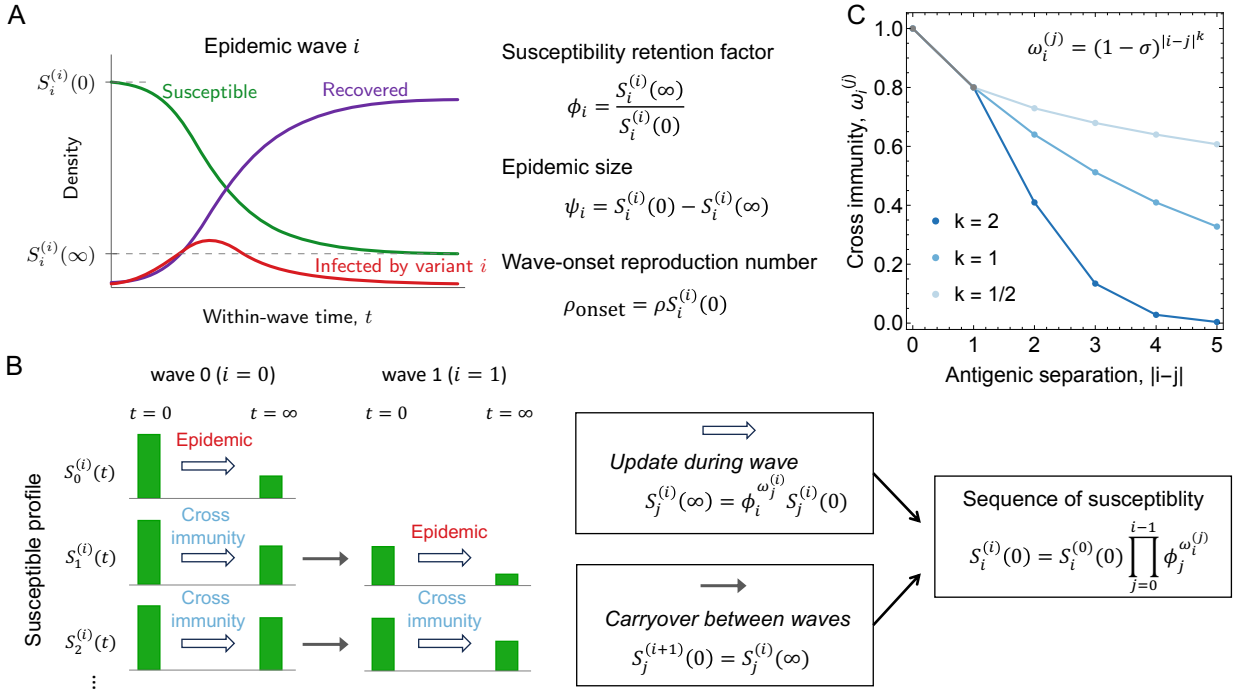 A
Epidemic wave i
S_i^{(i)}(0)
Susceptible
Recovered
Density
S_i^{(i)}(∞)
Infected by variant i
Within-wave time, t
Susceptibility retention factor
ϕ_i = S_i^{(i)}(∞) / S_i^{(i)}(0)
Epidemic size
ψ_i = S_i^{(i)}(0) − S_i^{(i)}(∞)
Wave-onset reproduction number
ρ_onset = ρS_i^{(i)}(0)
C
ω_i^{(j)} = (1 − σ)^{|i−j|^k}
Cross immunity, ω_i^{(j)}
1.0
0.8
0.6
0.4
0.2
0.0
k = 2
k = 1
k = 1/2
0 1 2 3 4 5
Antigenic separation, |i−j|
B
wave 0 (i = 0)
wave 1 (i = 1)
t = 0
t = ∞
t = 0
t = ∞
Susceptible profile
S_0^{(i)}(t)
Epidemic
S_1^{(i)}(t)
Cross
immunity
Epidemic
S_2^{(i)}(t)
Cross
immunity
Cross
immunity
⋮
Update during wave
S_j^{(i)}(∞) = ϕ_i^{ω_j^{(i)}} S_j^{(i)}(0)
Carryover between waves
S_j^{(i+1)}(0) = S_j^{(i)}(∞)
Sequence of susceptiblity
S_i^{(i)}(0) = S_i^{(0)}(0) ∏_{j=0}^{i−1} ϕ_j^{ω_i^{(j)}}